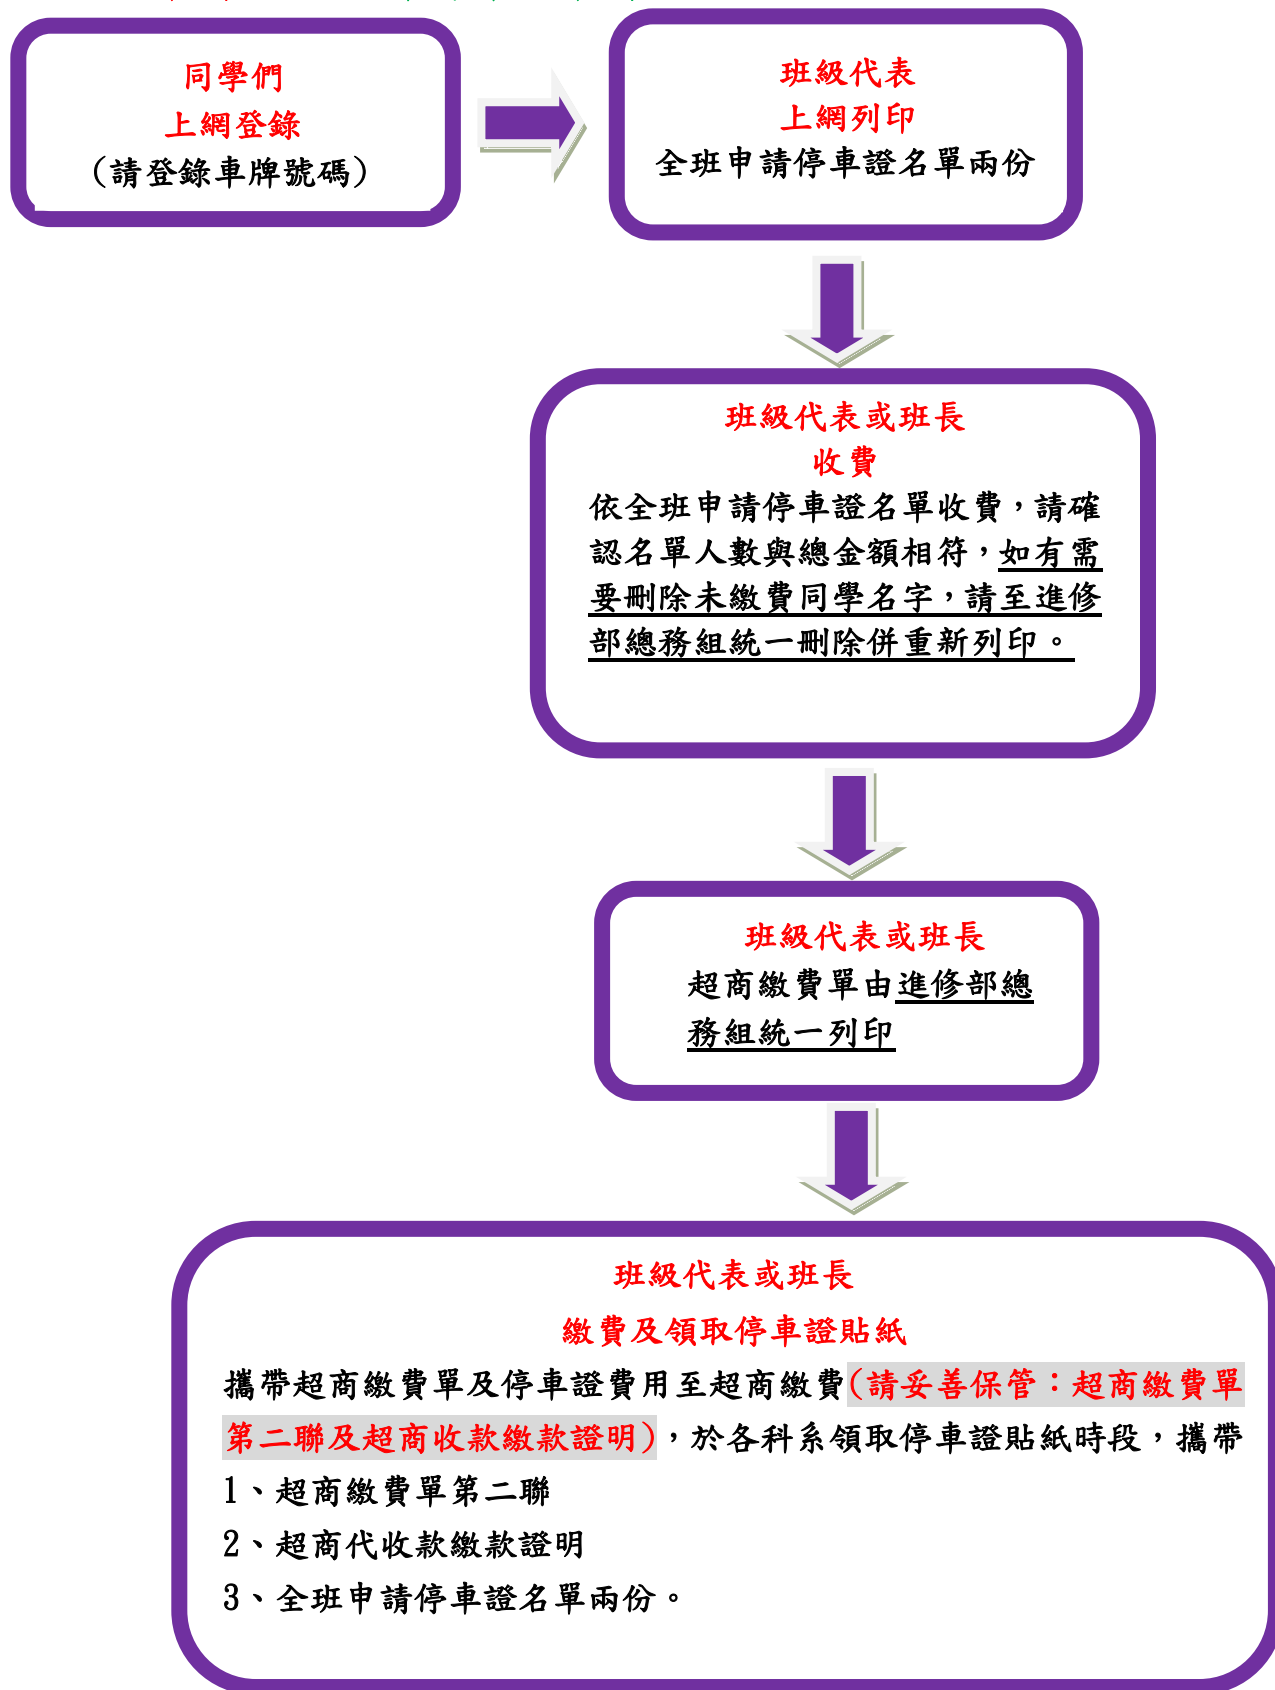 同學們
上網登錄
(請登錄車牌號碼)
班級代表
上網列印
全班申請停車證名單兩份
班級代表或班長
收費
依全班申請停車證名單收費，請確
認名單人數與總金額相符，如有需
要刪除未繳費同學名字，請至進修
部總務組統一刪除併重新列印。
班級代表或班長
超商繳費單由進修部總
務組統一列印
班級代表或班長
繳費及領取停車證貼紙
攜帶超商繳費單及停車證費用至超商繳費(請妥善保管：超商繳費單
第二聯及超商收款繳款證明)，於各科系領取停車證貼紙時段，攜帶
1、超商繳費單第二聯
2、超商代收款繳款證明
3、全班申請停車證名單兩份。